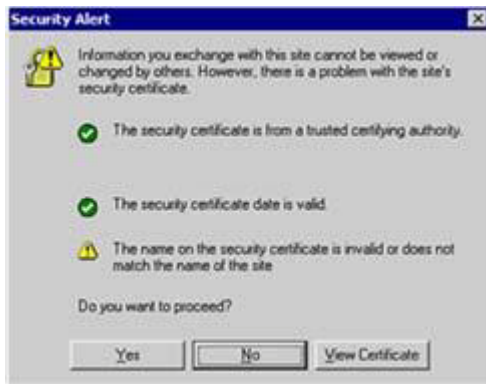 Security Alert
Information you exchange with this site cannot be viewed or
changed by others. However, there is a problem with the site's
security certificate.
The security certificate is from a trusted certifying authority.
The security certificate date is valid.
The name on the security certificate is invalid or does not
match the name of the site
Do you want to proceed?
Yes No View Certificate